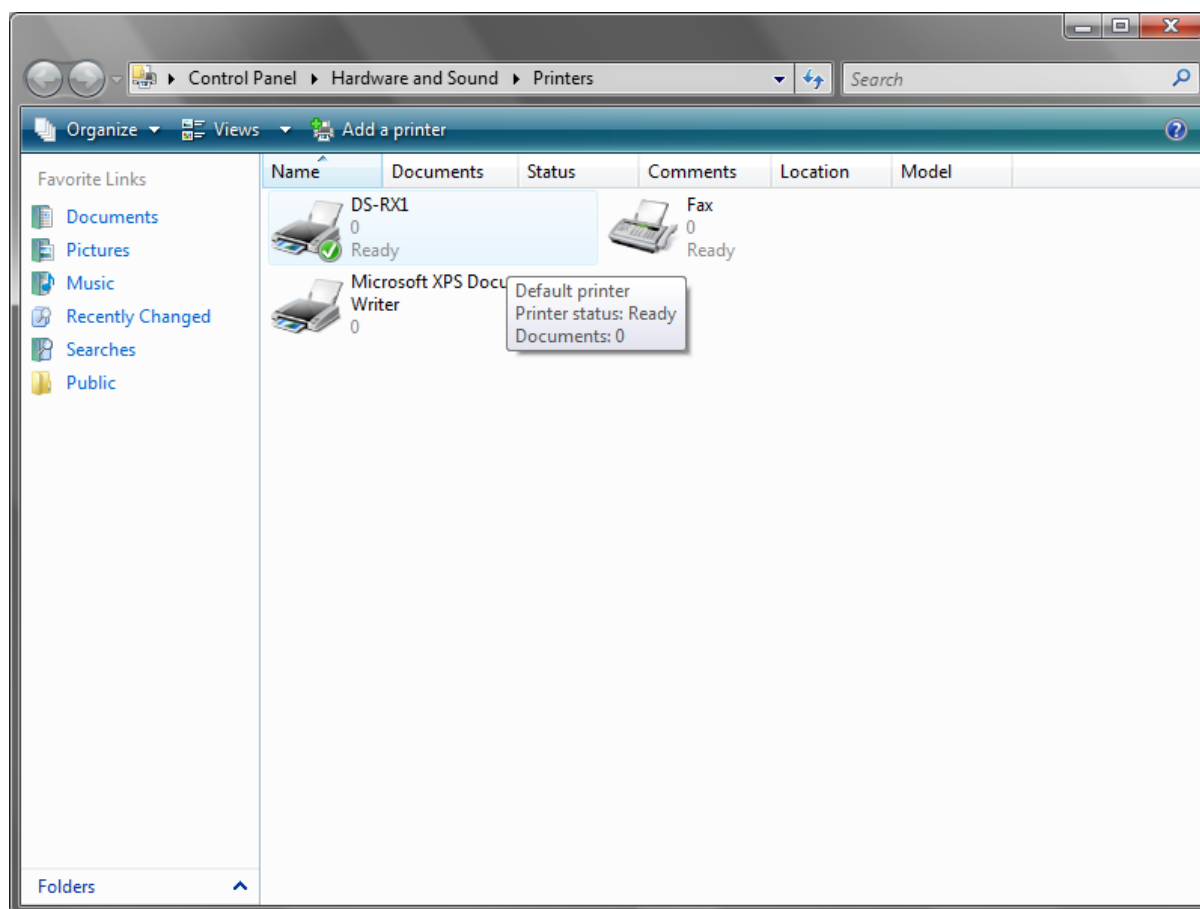 Control Panel Hardware and Sound Printers Search
Organize Views Add a printer
Favorite Links
Documents
Pictures
Music
Recently Changed
Searches
Public
Folders
Name Documents Status Comments Location Model
DS-RX1
0
Ready
Fax
0
Ready
Microsoft XPS Docu
Writer
0
Default printer
Printer status: Ready
Documents: 0